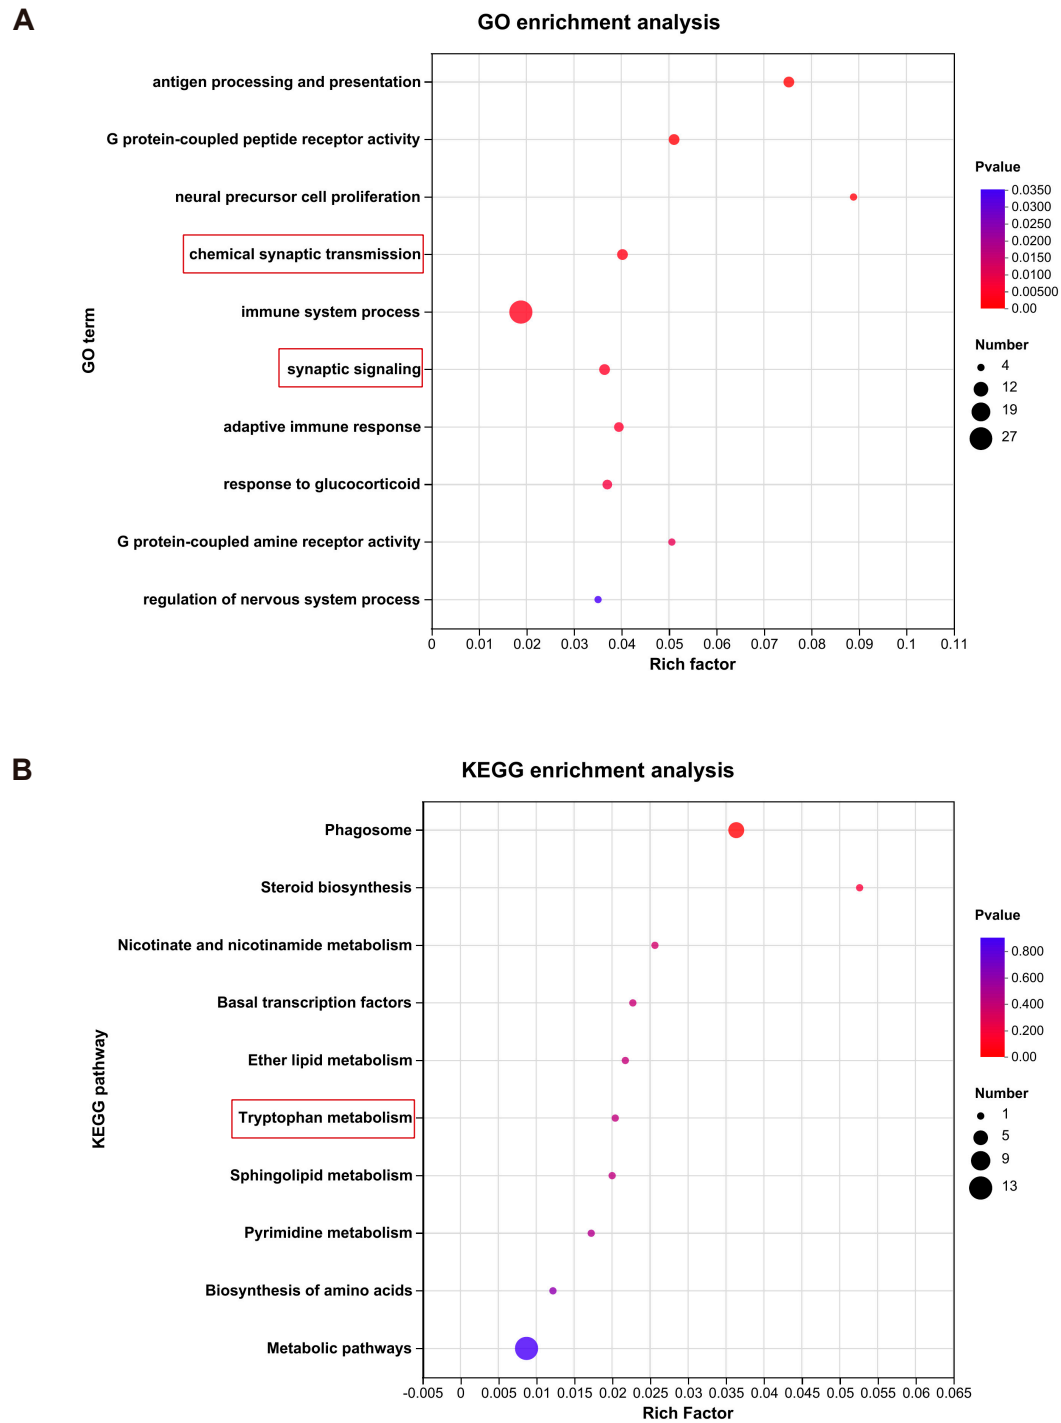 A
GO enrichment analysis
antigen processing and presentation
G protein-coupled peptide receptor activity
neural precursor cell proliferation
chemical synaptic transmission
immune system process
synaptic signaling
adaptive immune response
response to glucocorticoid
G protein-coupled amine receptor activity
regulation of nervous system process
GO term
0 0.01 0.02 0.03 0.04 0.05 0.06 0.07 0.08 0.09 0.1 0.11
Rich factor
Pvalue
0.0350
0.0300
0.0250
0.0200
0.0150
0.0100
0.00500
0.00
Number
4
12
19
27
B
KEGG enrichment analysis
Phagosome
Steroid biosynthesis
Nicotinate and nicotinamide metabolism
Basal transcription factors
Ether lipid metabolism
Tryptophan metabolism
Sphingolipid metabolism
Pyrimidine metabolism
Biosynthesis of amino acids
Metabolic pathways
KEGG pathway
-0.005 0 0.005 0.01 0.015 0.02 0.025 0.03 0.035 0.04 0.045 0.05 0.055 0.06 0.065
Rich Factor
Pvalue
0.800
0.600
0.400
0.200
0.00
Number
1
5
9
13